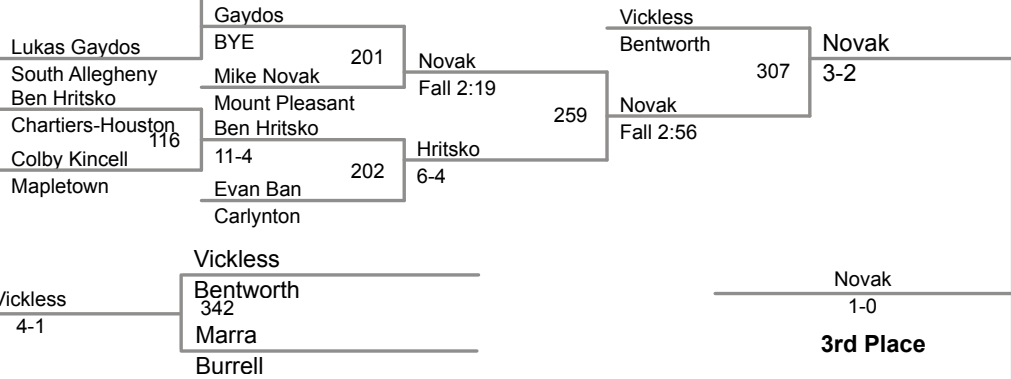 Gaydos
BYE
Lukas Gaydos
South Allegheny
201
Mike Novak
Mount Pleasant
Novak
Fall 2:19
Ben Hritsko
Chartiers-Houston
116
Colby Kincell
Mapletown
Ben Hritsko
11-4
202
Evan Ban
Carlynton
Hritsko
6-4
259
Vickless
Bentworth
307
Novak
Fall 2:56
Novak
3-2
Vickless
4-1
Vickless
Bentworth
342
Marra
Burrell
Novak
1-0
3rd Place